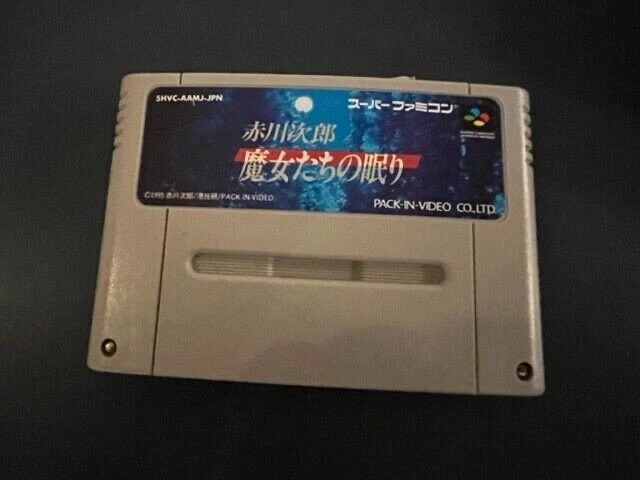 SHVC-AAMJ-JPN
スーパーファミコン
赤川次郎
魔女たちの眠り
©1995 赤川次郎/恵技研/PACK IN VIDEO
PACK-IN-VIDEO CO.,LTD.